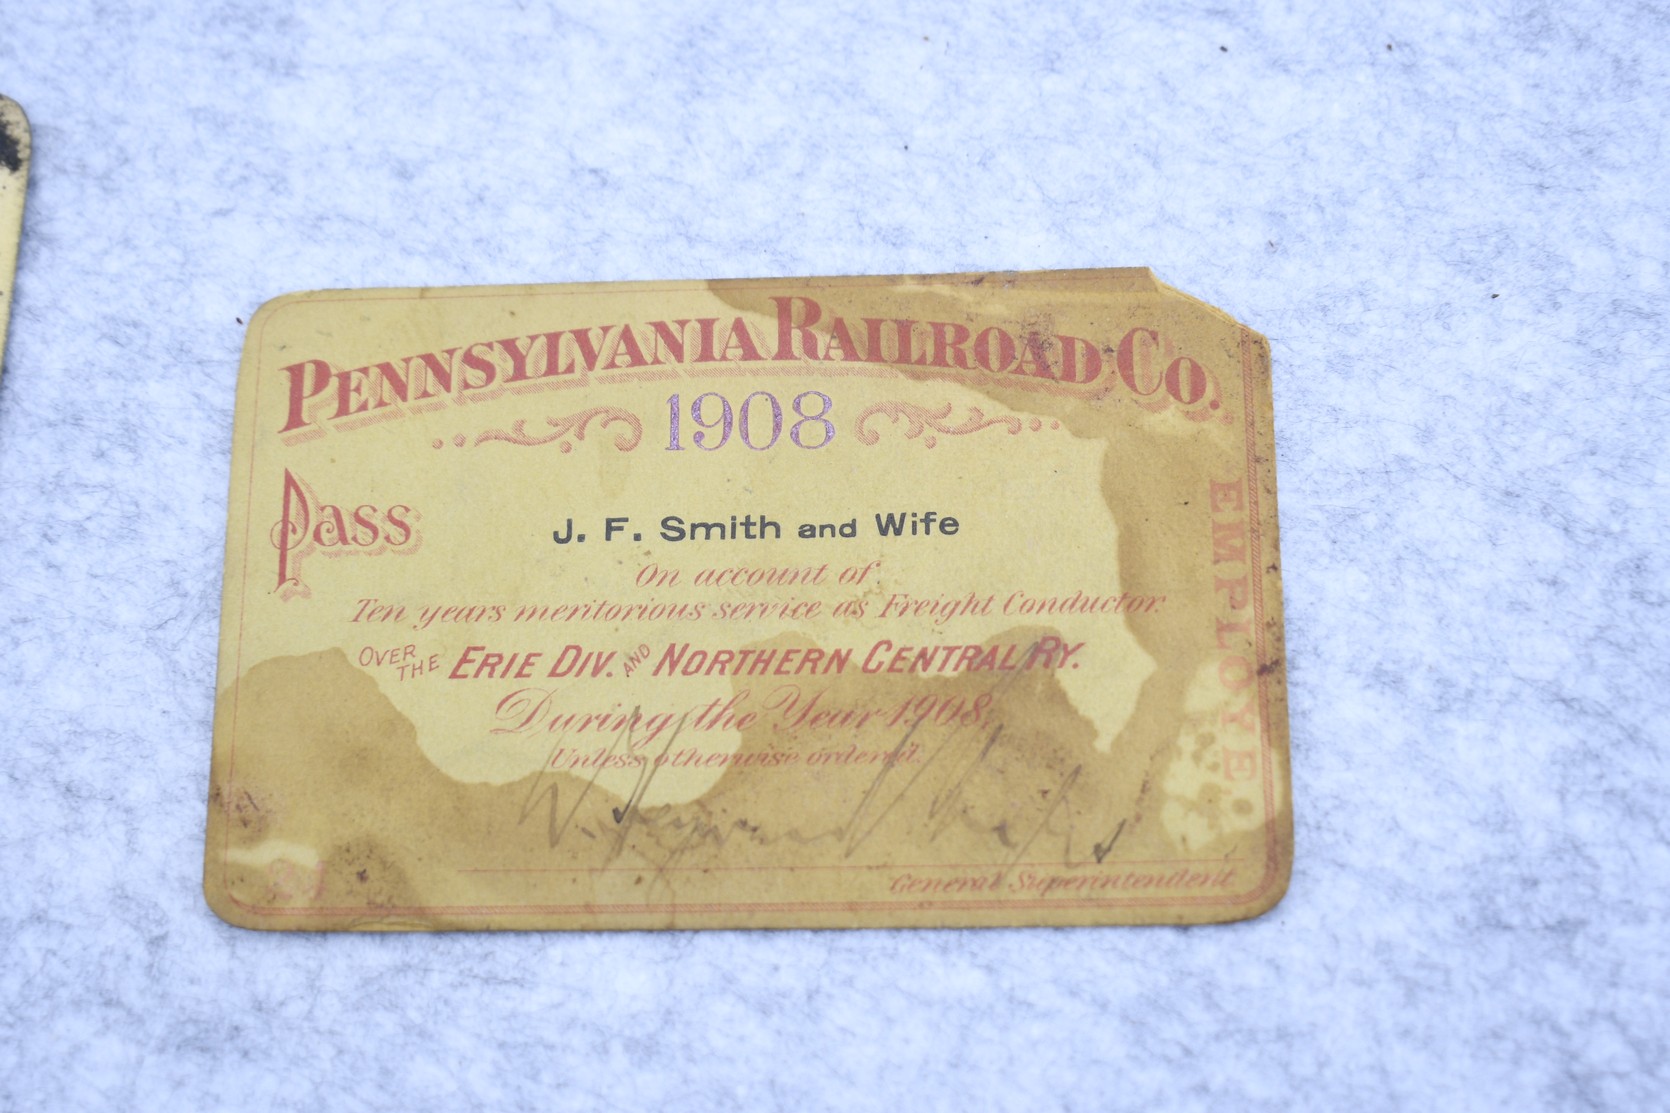 PENNSYLVANIA RAILROAD CO.
1908
Pass
J. F. Smith and Wife
On account of
Ten years meritorious service as Freight Conductor
OVER THE ERIE DIV. AND NORTHERN CENTRAL RY.
During the Year 1908,
Unless otherwise ordered.
General Superintendent
EMPLOYE